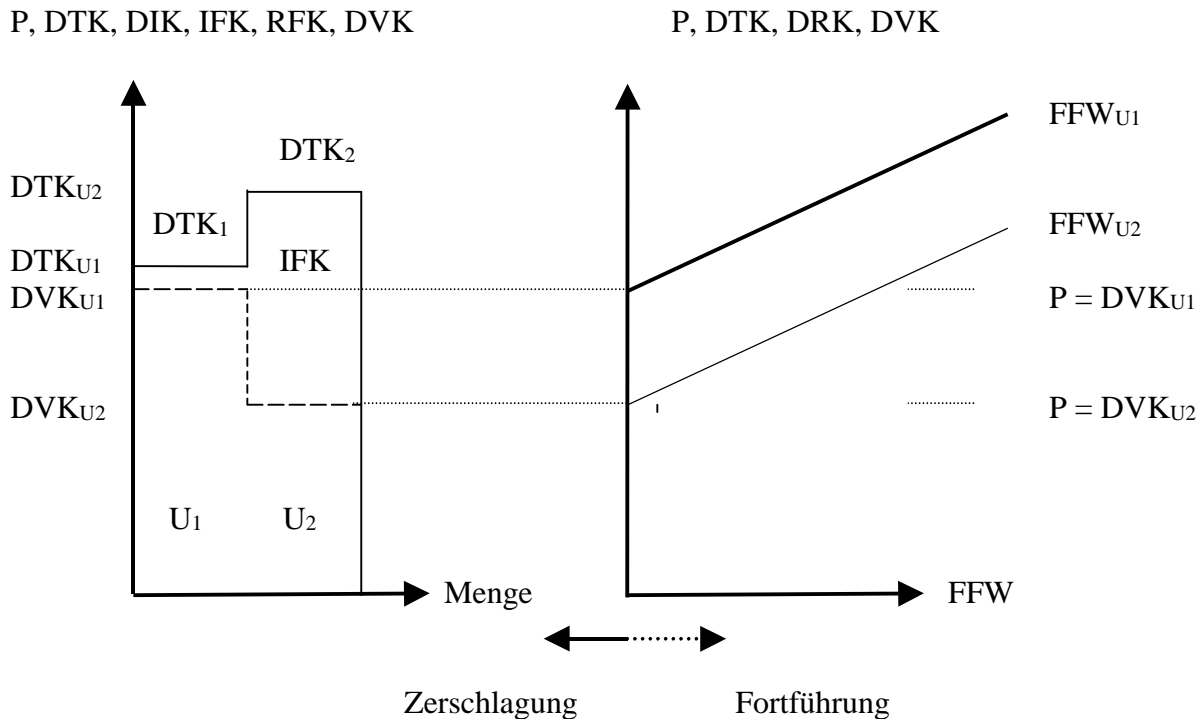 P, DTK, DIK, IFK, RFK, DVK
P, DTK, DRK, DVK
FFWU1
DTK2
DTKU2
DTK1
FFWU2
DTKU1
IFK
DVKU1
P = DVKU1
DVKU2
P = DVKU2
U1
U2
Menge
FFW
Zerschlagung
Fortführung